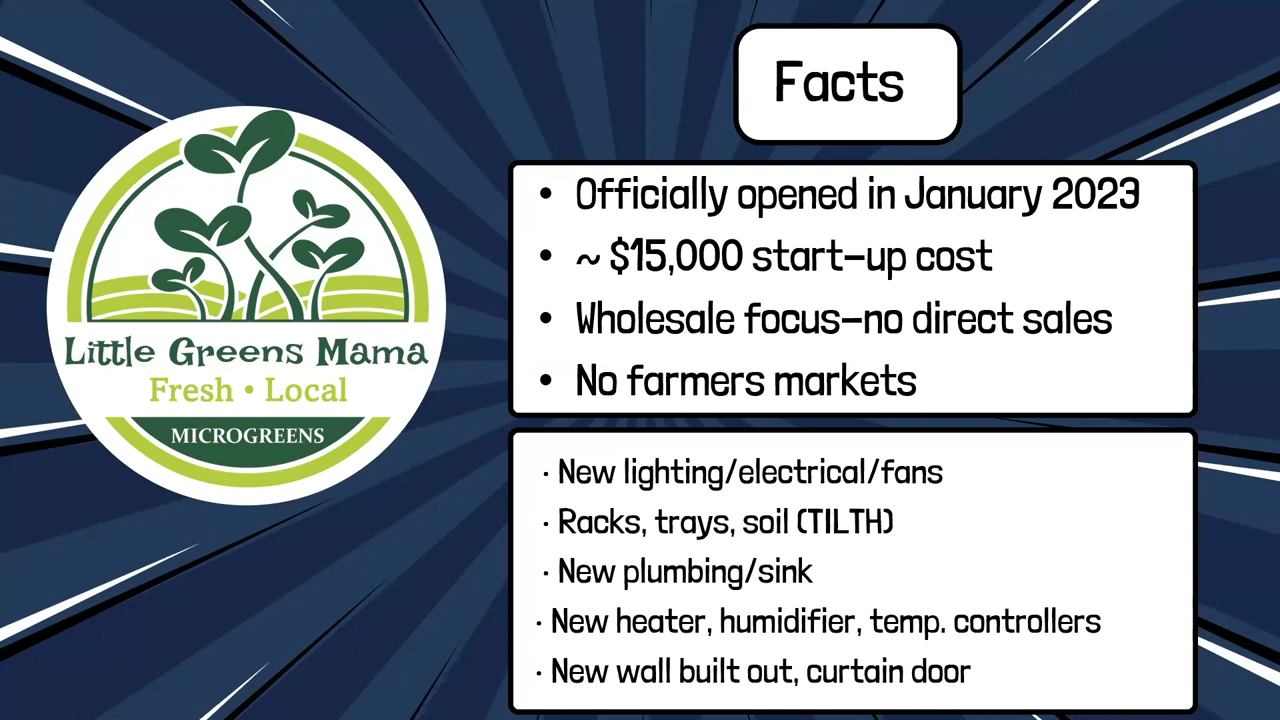 Facts
Little Greens Mama
Fresh • Local
MICROGREENS
• Officially opened in January 2023
• ~ $15,000 start-up cost
• Wholesale focus-no direct sales
• No farmers markets
· New lighting/electrical/fans
· Racks, trays, soil (TILTH)
· New plumbing/sink
· New heater, humidifier, temp. controllers
· New wall built out, curtain door